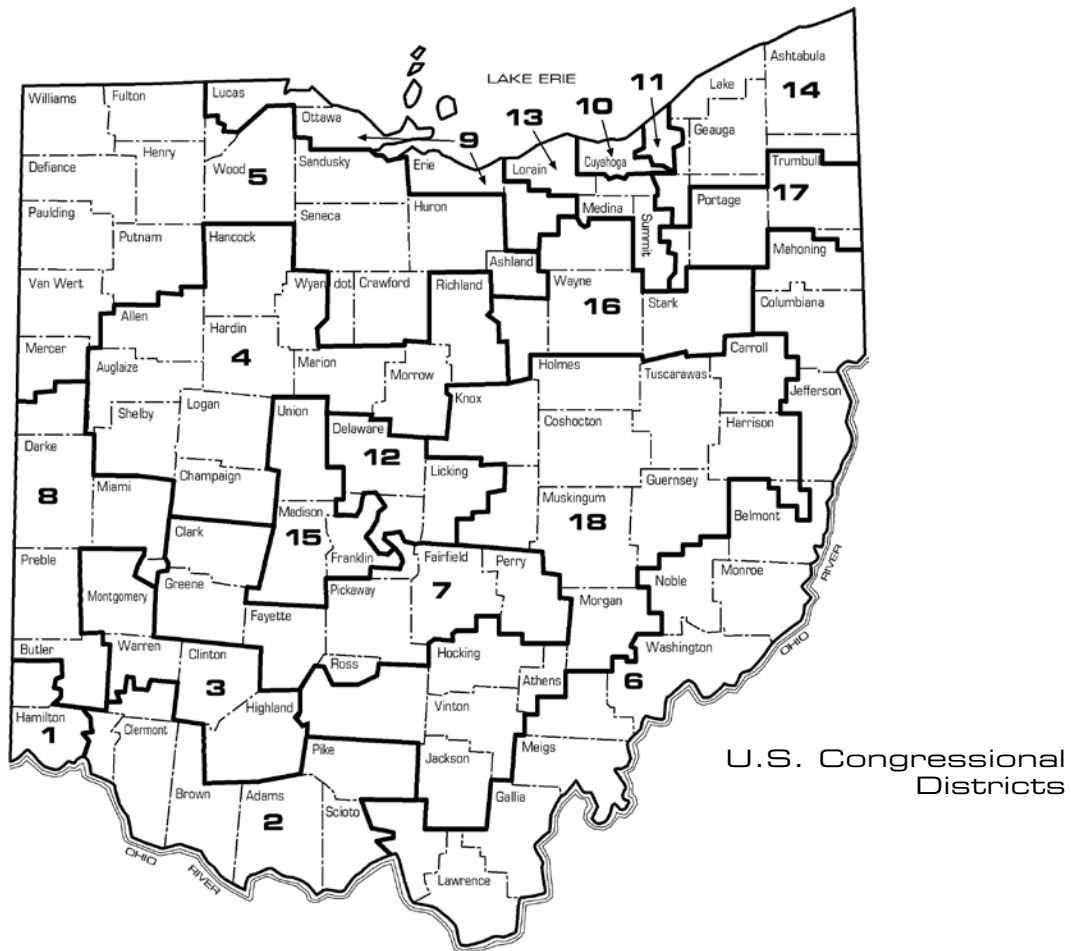 LAKE ERIE
Ashtabula
Lake
11
14
10
13
Williams
Fulton
Lucas
Ottawa
9
Geauga
Cuyahoga
Lorain
Erie
Henry
Defiance
Wood
5
Sandusky
Trumbull
17
Portage
Medina
Summit
Paulding
Putnam
Seneca
Huron
Hancock
Mahoning
Ashland
Van Wert
Wyan dot
Crawford
Richland
Wayne
16
Stark
Columbiana
Allen
Hardin
4
Mercer
Auglaize
Marion
Morrow
Holmes
Tuscarawas
Carroll
Jefferson
Knox
Logan
Shelby
Union
Delaware
12
Coshocton
Harrison
Darke
8
Champaign
Licking
Guernsey
Miami
Madison
15
Muskingum
18
Belmont
Clark
Franklin
Fairfield
Perry
Preble
Greene
Montgomery
Pickaway
7
Noble
Monroe
Morgan
RIVER
OHIO
Fayette
Butler
Warren
Clinton
3
Ross
Hocking
Washington
Athens
6
Highland
Vinton
Hamilton
1
Clermont
Pike
Jackson
Meigs
Brown
Adams
2
Scioto
Gallia
Lawrence
OHIO RIVER
U.S. Congressional
Districts